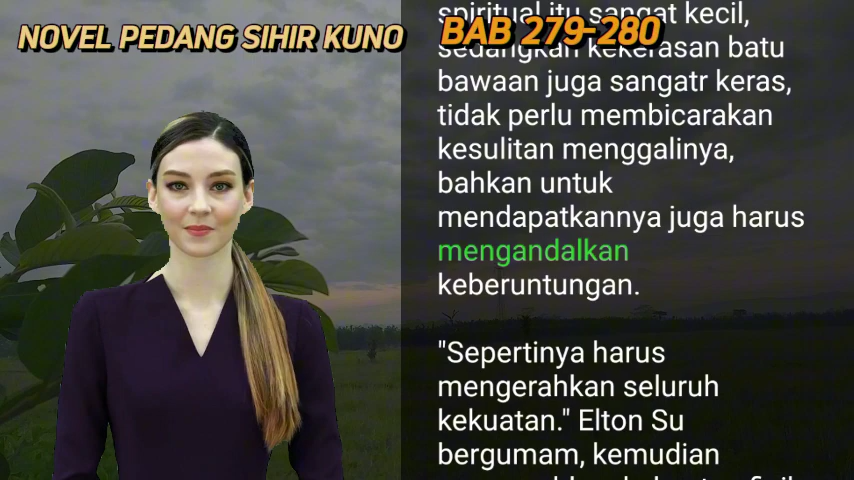 NOVEL PEDANG SIHIR KUNO
BAB 279-280
spiritual itu sangat kecil,
sedangkan kekerasan batu
bawaan juga sangatr keras,
tidak perlu membicarakan
kesulitan menggalinya,
bahkan untuk
mendapatkannya juga harus
mengandalkan
keberuntungan.
"Sepertinya harus
mengerahkan seluruh
kekuatan." Elton Su
bergumam, kemudian